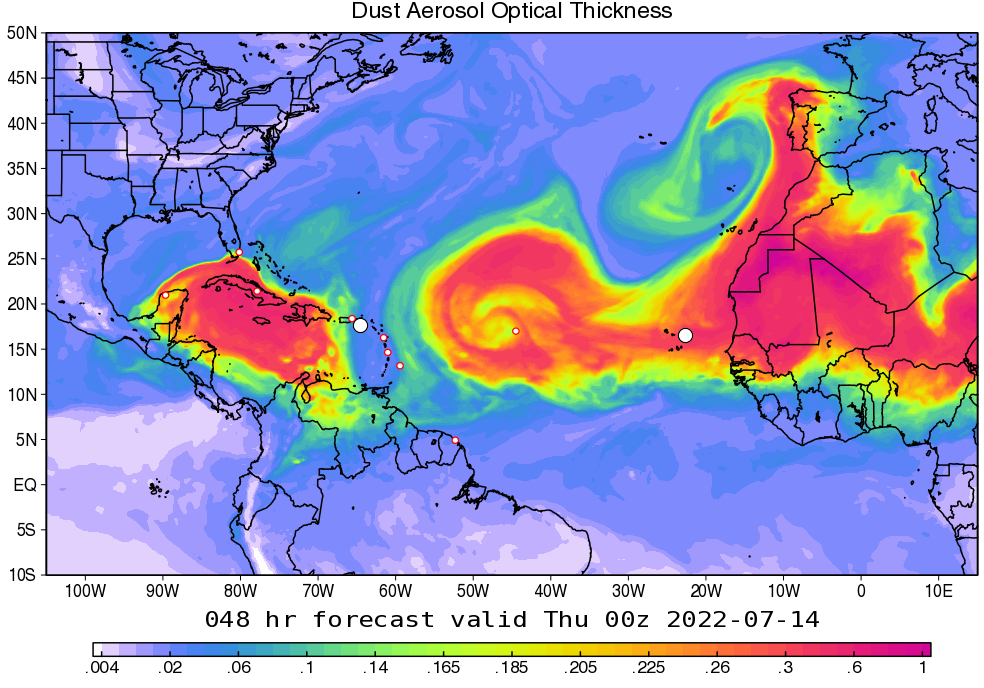 Dust Aerosol Optical Thickness
50N
45N
40N
35N
30N
25N
20N
15N
10N
5N
EQ
5S
10S
100W 90W 80W 70W 60W 50W 40W 30W 20W 10W 0 10E
048 hr forecast valid Thu 00z 2022-07-14
.004 .02 .06 .1 .14 .165 .185 .205 .225 .26 .3 .6 1